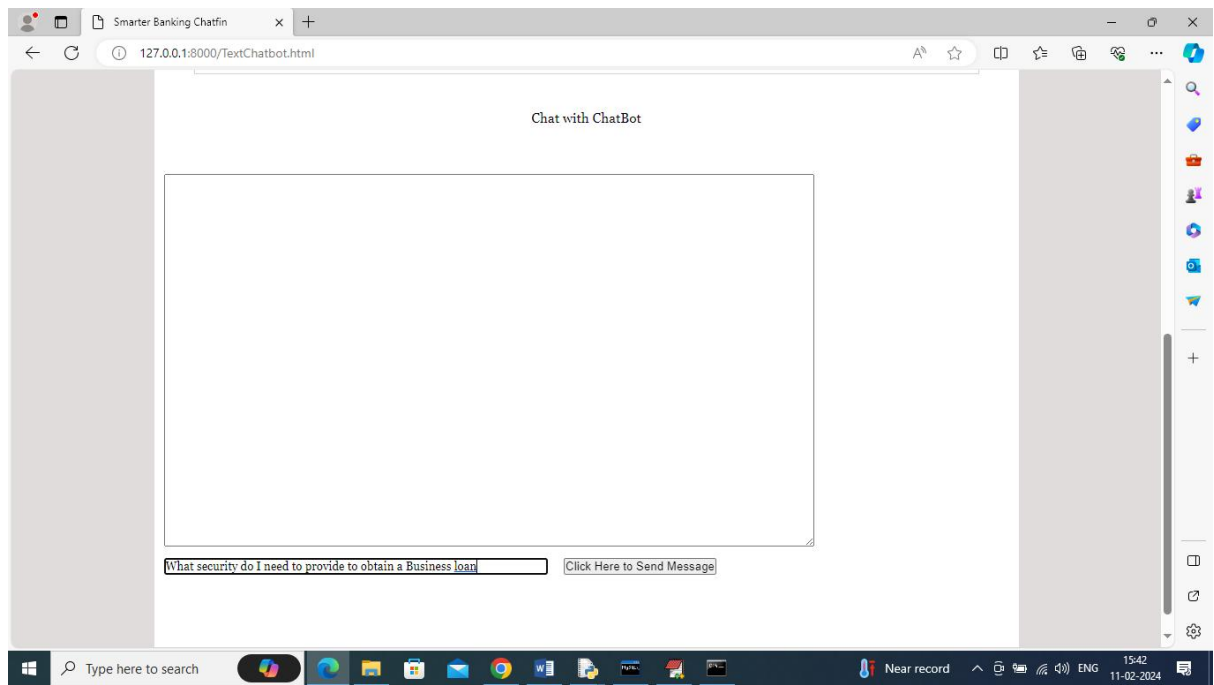 Smarter Banking Chatfin
127.0.0.1:8000/TextChatbot.html
Chat with ChatBot
What security do I need to provide to obtain a Business loan
Click Here to Send Message
Type here to search
Near record
ENG
15:42
11-02-2024